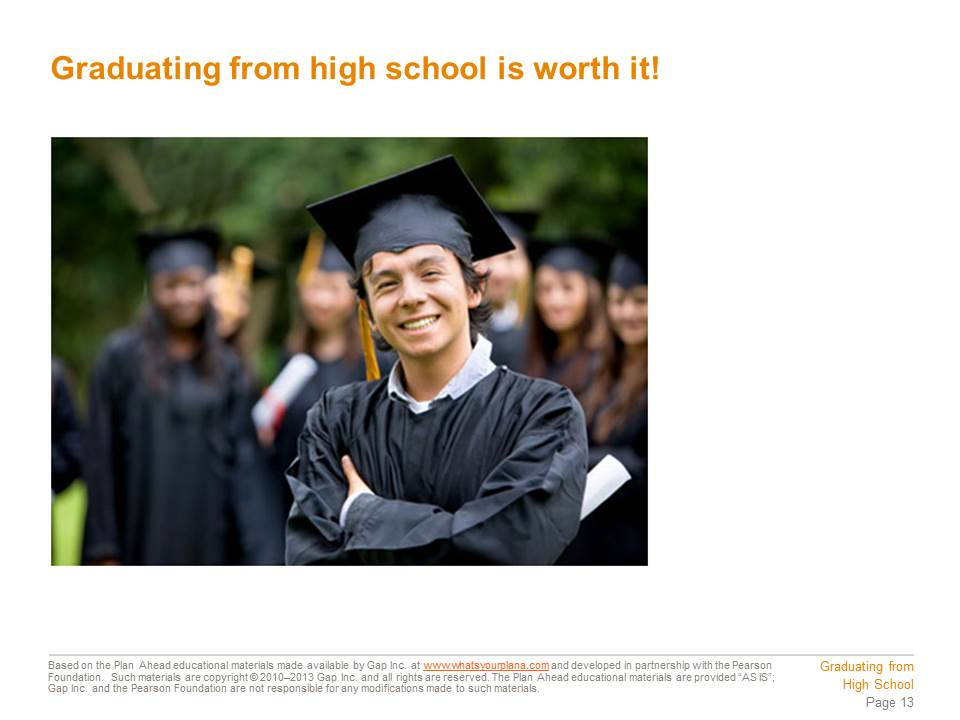 Graduating from high school is worth it!
Based on the Plan Ahead educational materials made available by Gap Inc. at www.whatsyourplana.com and developed in partnership with the Pearson
Foundation. Such materials are copyright © 2010–2013 Gap Inc. and all rights are reserved. The Plan Ahead educational materials are provided “AS IS”;
Gap Inc. and the Pearson Foundation are not responsible for any modifications made to such materials.
Graduating from
High School
Page 13